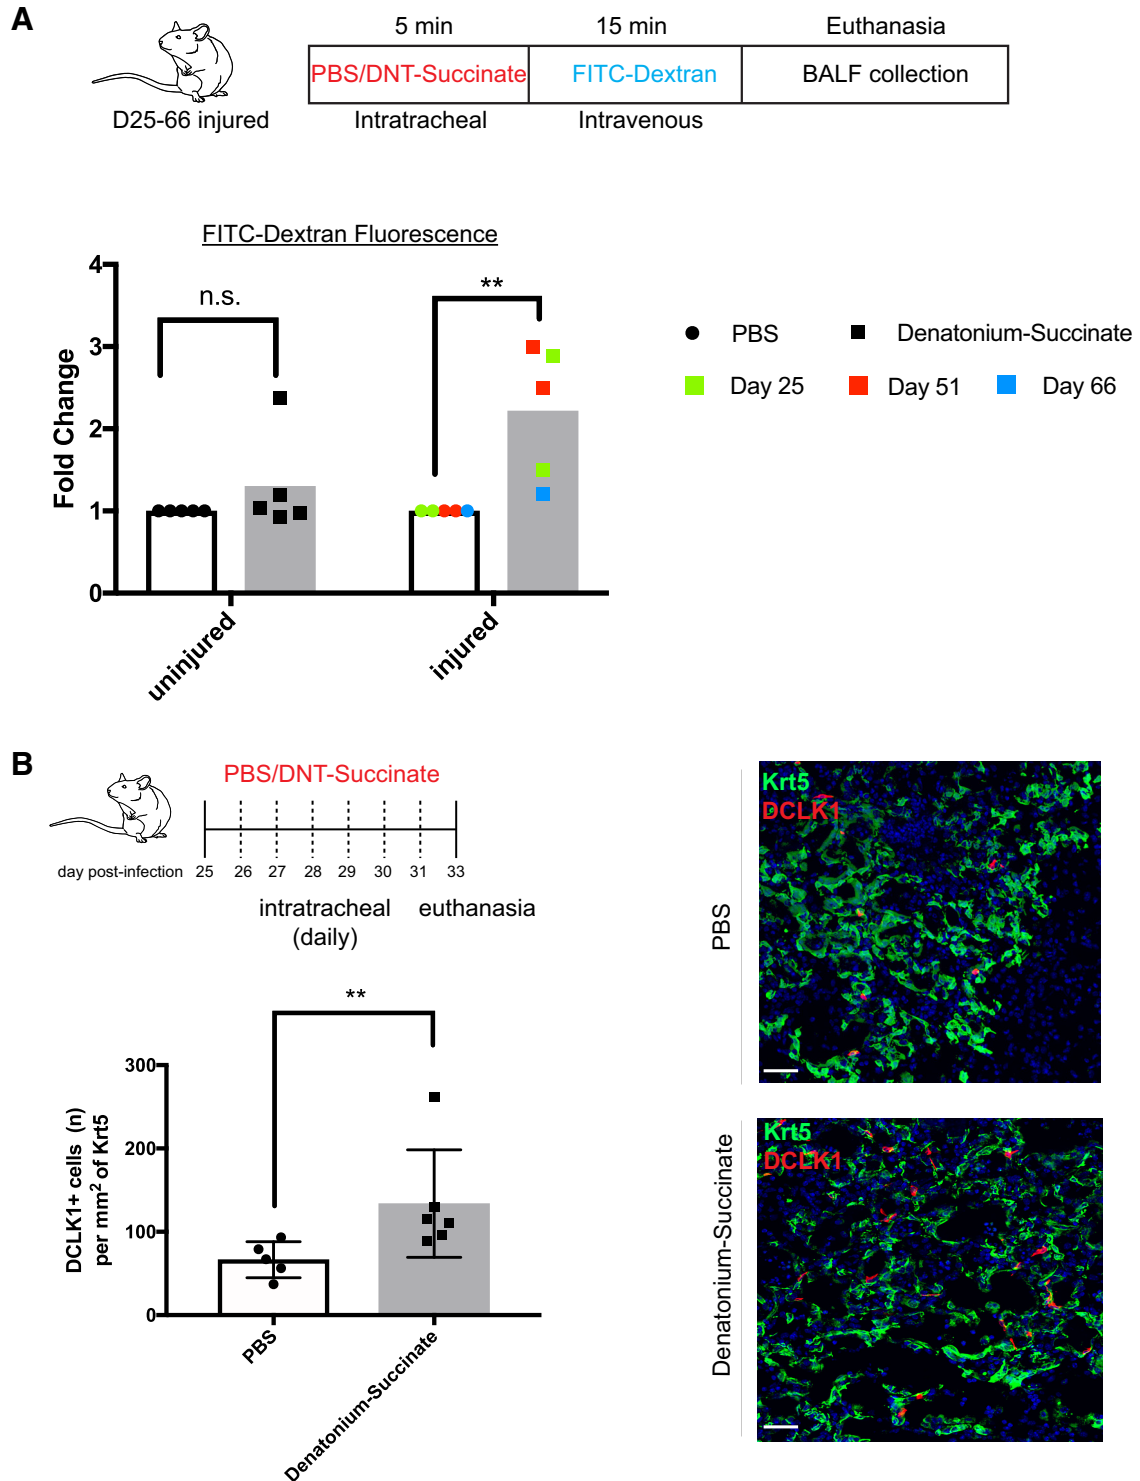 A
5 min 15 min Euthanasia
PBS/DNT-Succinate FITC-Dextran BALF collection
D25-66 injured Intratracheal Intravenous
FITC-Dextran Fluorescence
4
3
2
1
0
Fold Change
n.s.
**
uninjured
injured
PBS Denatonium-Succinate
Day 25 Day 51 Day 66
B
PBS/DNT-Succinate
day post-infection 25 26 27 28 29 30 31 33
intratracheal euthanasia
(daily)
**
300
200
100
0
DCLK1+ cells (n)
per mm² of Krt5
PBS
Denatonium-Succinate
PBS
Krt5
DCLK1
Denatonium-Succinate
Krt5
DCLK1